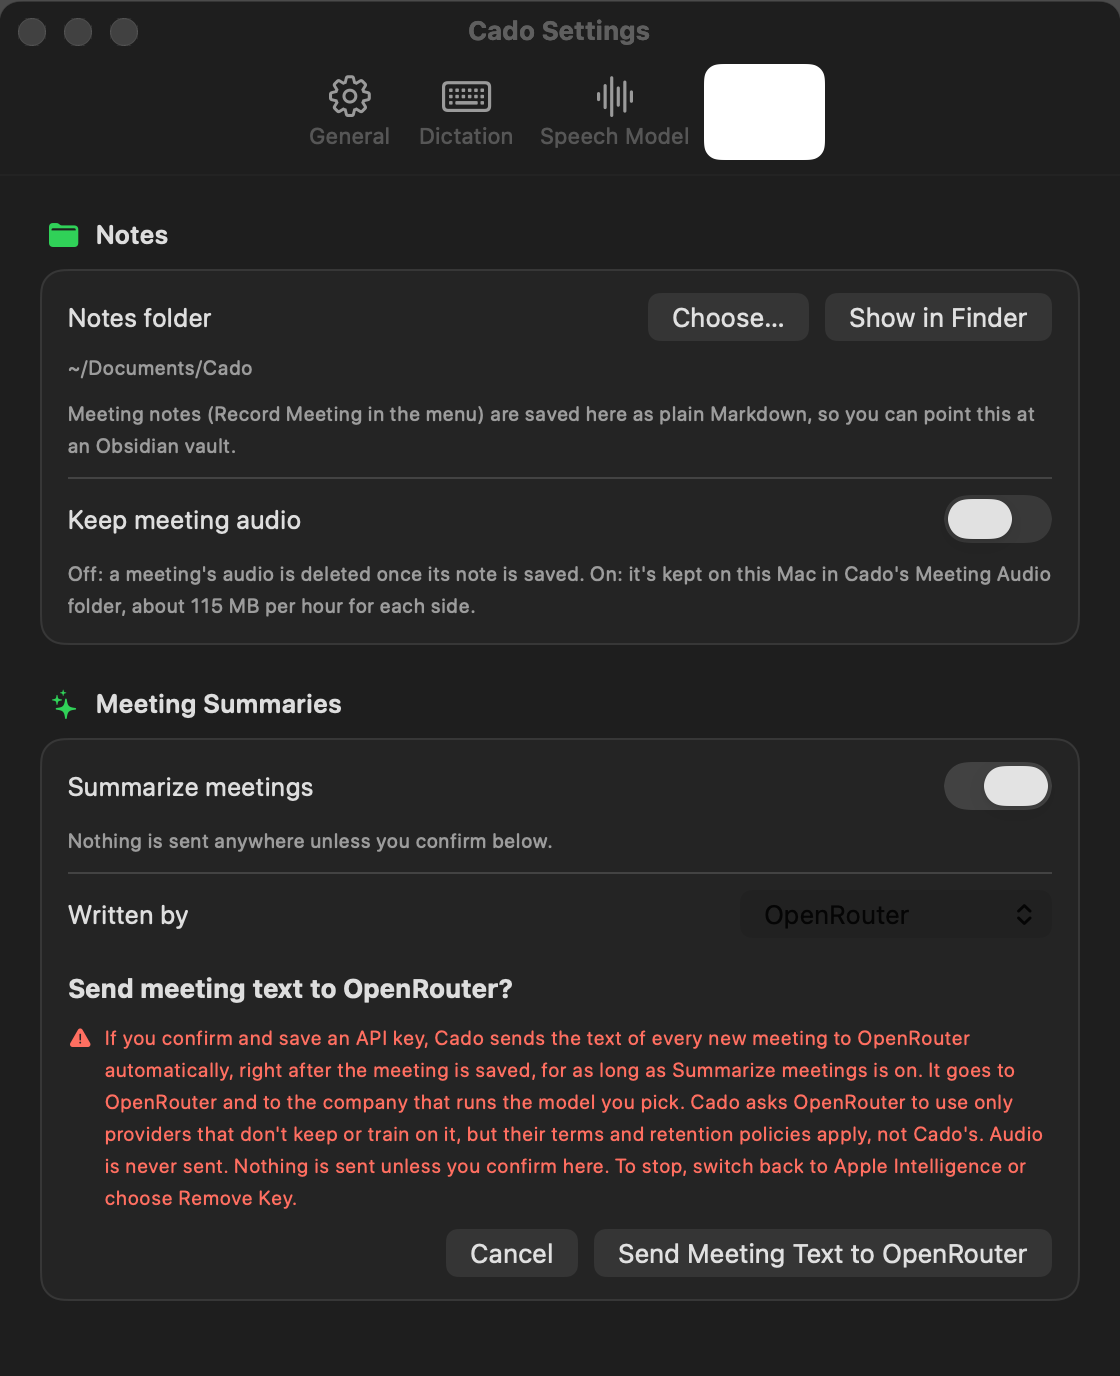 Cado Settings
General
Dictation
Speech Model
Notes
Notes folder
Choose...
Show in Finder
~/Documents/Cado
Meeting notes (Record Meeting in the menu) are saved here as plain Markdown, so you can point this at
an Obsidian vault.
Keep meeting audio
Off: a meeting's audio is deleted once its note is saved. On: it's kept on this Mac in Cado's Meeting Audio
folder, about 115 MB per hour for each side.
Meeting Summaries
Summarize meetings
Nothing is sent anywhere unless you confirm below.
Written by
OpenRouter
Send meeting text to OpenRouter?
If you confirm and save an API key, Cado sends the text of every new meeting to OpenRouter
automatically, right after the meeting is saved, for as long as Summarize meetings is on. It goes to
OpenRouter and to the company that runs the model you pick. Cado asks OpenRouter to use only
providers that don't keep or train on it, but their terms and retention policies apply, not Cado's. Audio
is never sent. Nothing is sent unless you confirm here. To stop, switch back to Apple Intelligence or
choose Remove Key.
Cancel
Send Meeting Text to OpenRouter